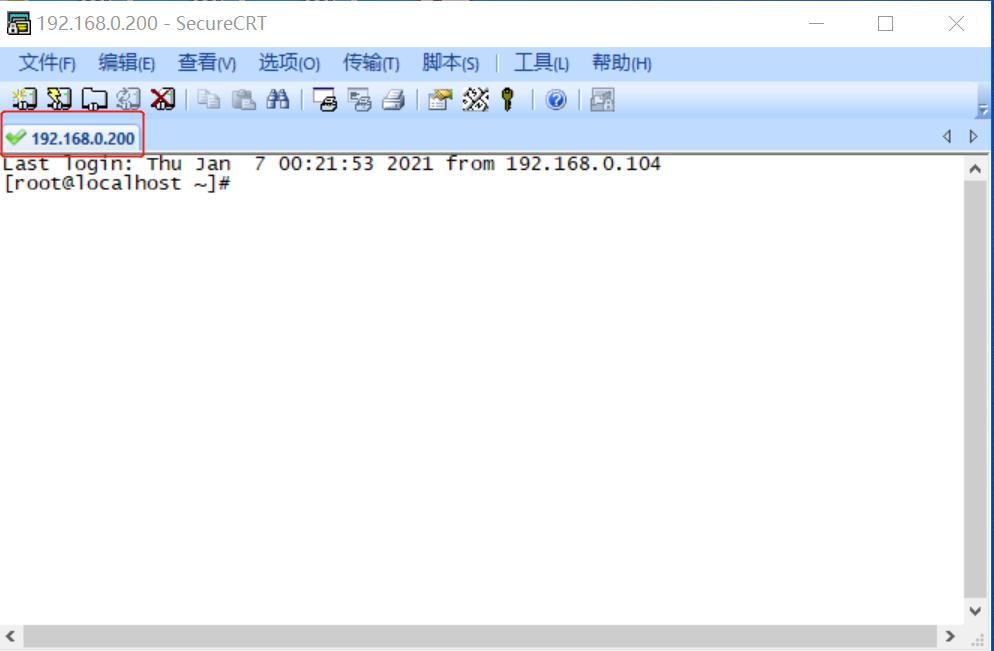 192.168.0.200 - SecureCRT
文件(F) 编辑(E) 查看(V) 选项(O) 传输(T) 脚本(S) 工具(L) 帮助(H)
192.168.0.200
Last login: Thu Jan  7 00:21:53 2021 from 192.168.0.104
[root@localhost ~]#